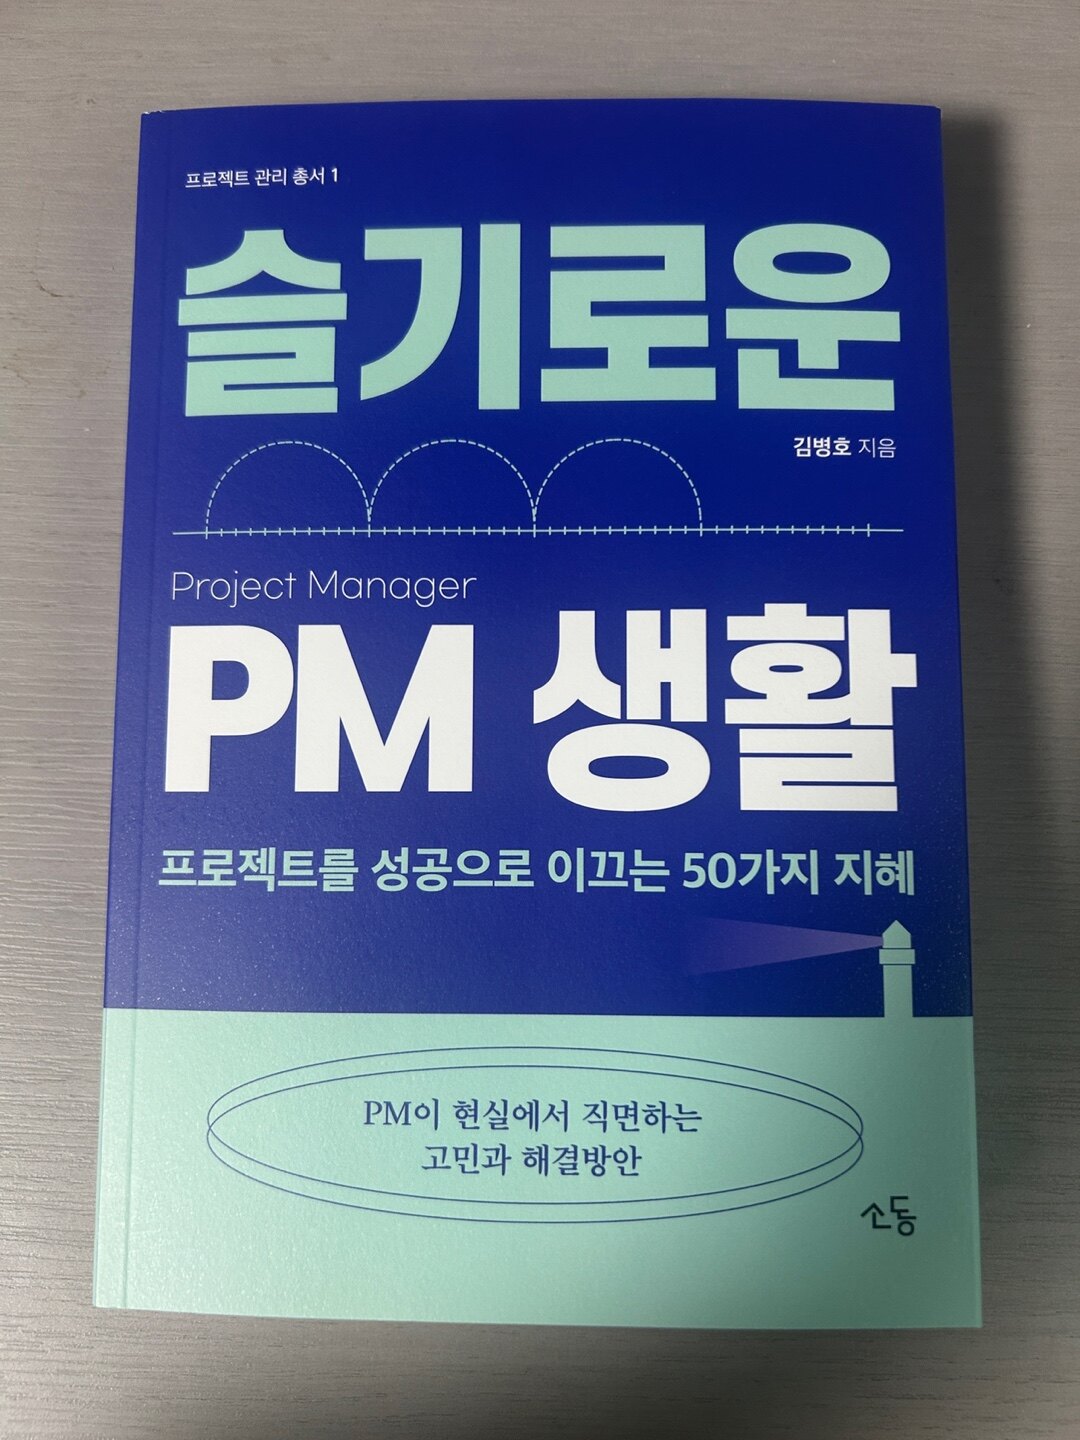 프로젝트 관리 총서 1
슬기로운
김병호 지음
Project Manager
PM 생활
프로젝트를 성공으로 이끄는 50가지 지혜
PM이 현실에서 직면하는
고민과 해결방안
소동